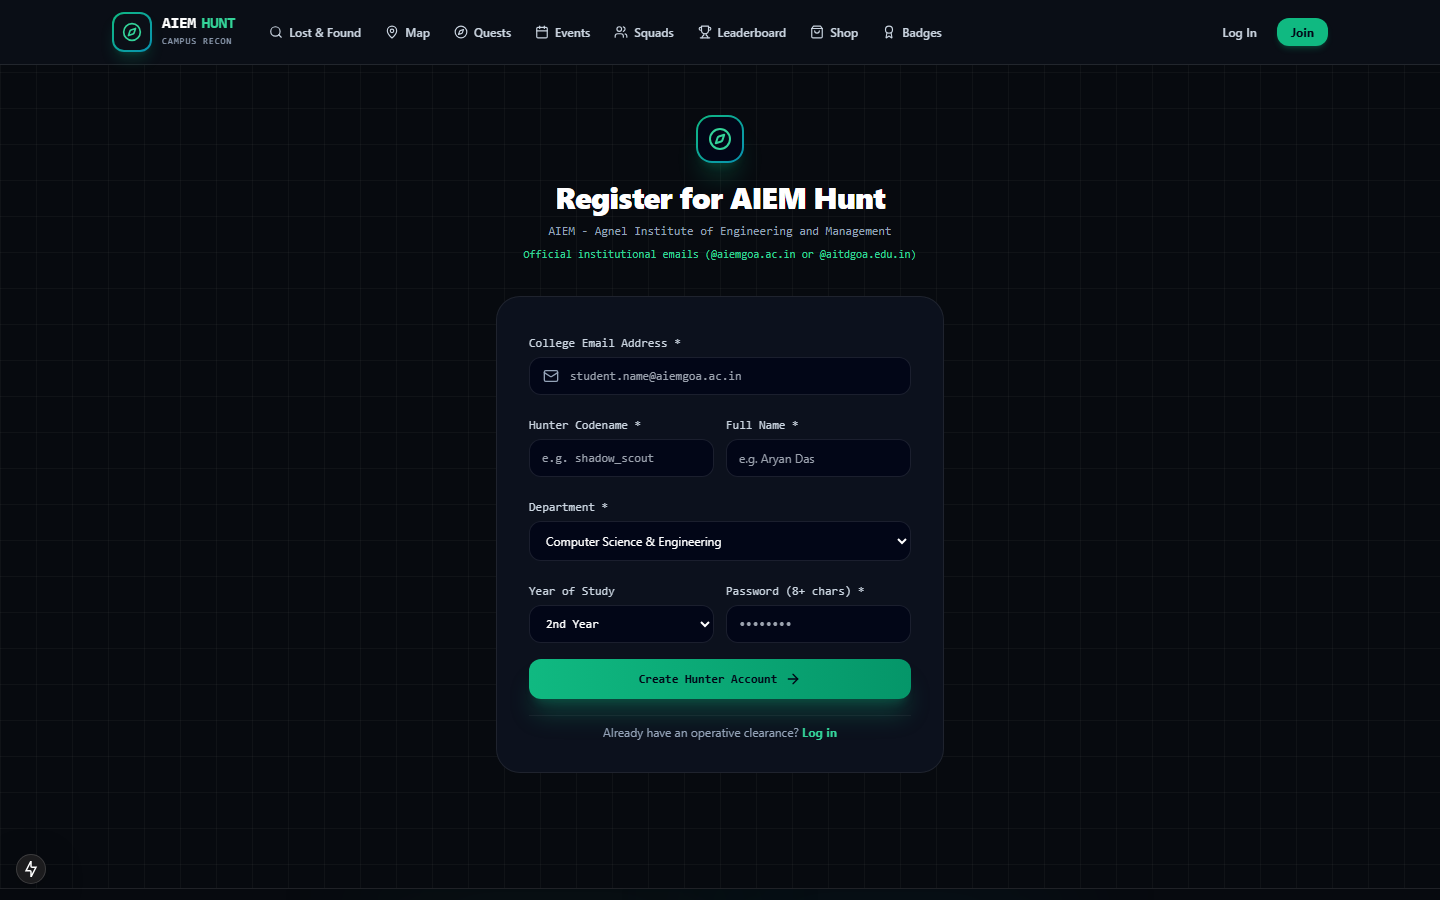 AIEM HUNT
CAMPUS RECON
Lost & Found
Map
Quests
Events
Squads
Leaderboard
Shop
Badges
Log In
Join
Register for AIEM Hunt
AIEM - Agnel Institute of Engineering and Management
Official institutional emails (@aiemgoa.ac.in or @aitdgoa.edu.in)
College Email Address *
student.name@aiemgoa.ac.in
Hunter Codename *
Full Name *
e.g. shadow_scout
e.g. Aryan Das
Department *
Computer Science & Engineering
Year of Study
Password (8+ chars) *
2nd Year
••••••••
Create Hunter Account →
Already have an operative clearance? Log in